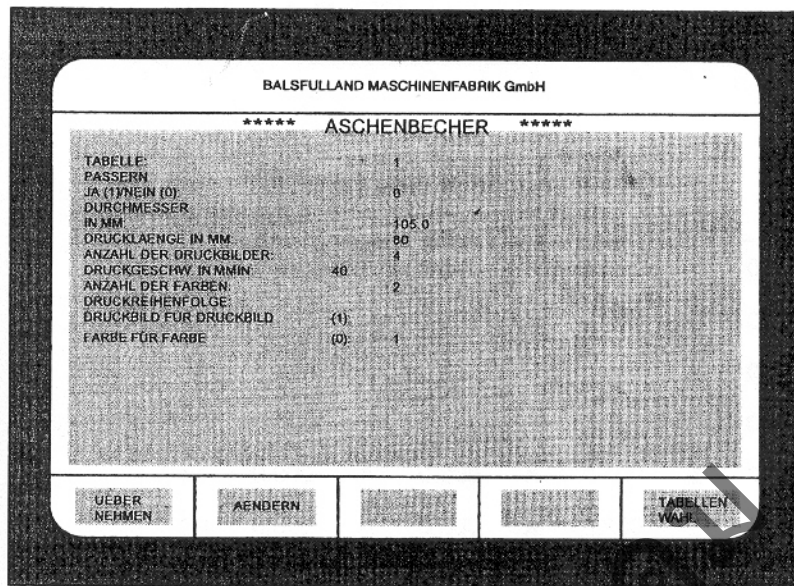 BALSFULLAND MASCHINENFABRIK GmbH
***** ASCHENBECHER *****
TABELLE: 1
PASSERN
JA (1)/NEIN (0): 0
DURCHMESSER
IN MM: 105.0
DRUCKLAENGE IN MM: 80
ANZAHL DER DRUCKBILDER: 4
DRUCKGESCHW. IN MMIN: 40
ANZAHL DER FARBEN: 2
DRUCKREIHENFOLGE:
DRUCKBILD FÜR DRUCKBILD (1):
FARBE FÜR FARBE (0): 1
UEBER NEHMEN
AENDERN
TABELLEN WAHL